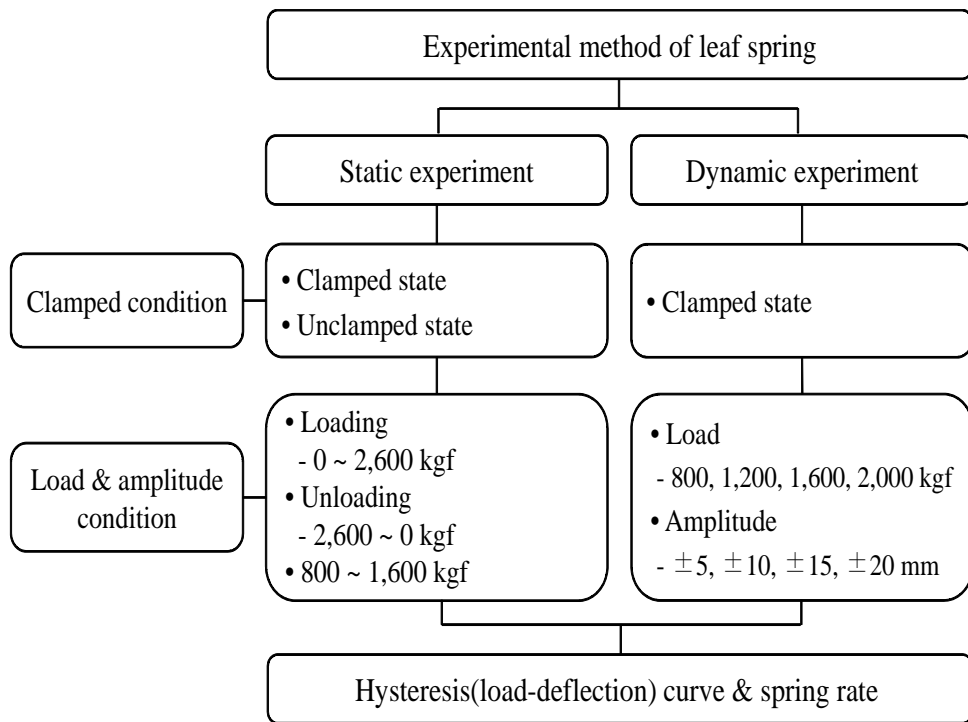 Experimental method of leaf spring
Static experiment
Dynamic experiment
Clamped condition
• Clamped state
• Unclamped state
• Clamped state
Load & amplitude
condition
• Loading
- 0 ~ 2,600 kgf
• Unloading
- 2,600 ~ 0 kgf
• 800 ~ 1,600 kgf
• Load
- 800, 1,200, 1,600, 2,000 kgf
• Amplitude
- ±5, ±10, ±15, ±20 mm
Hysteresis(load-deflection) curve & spring rate